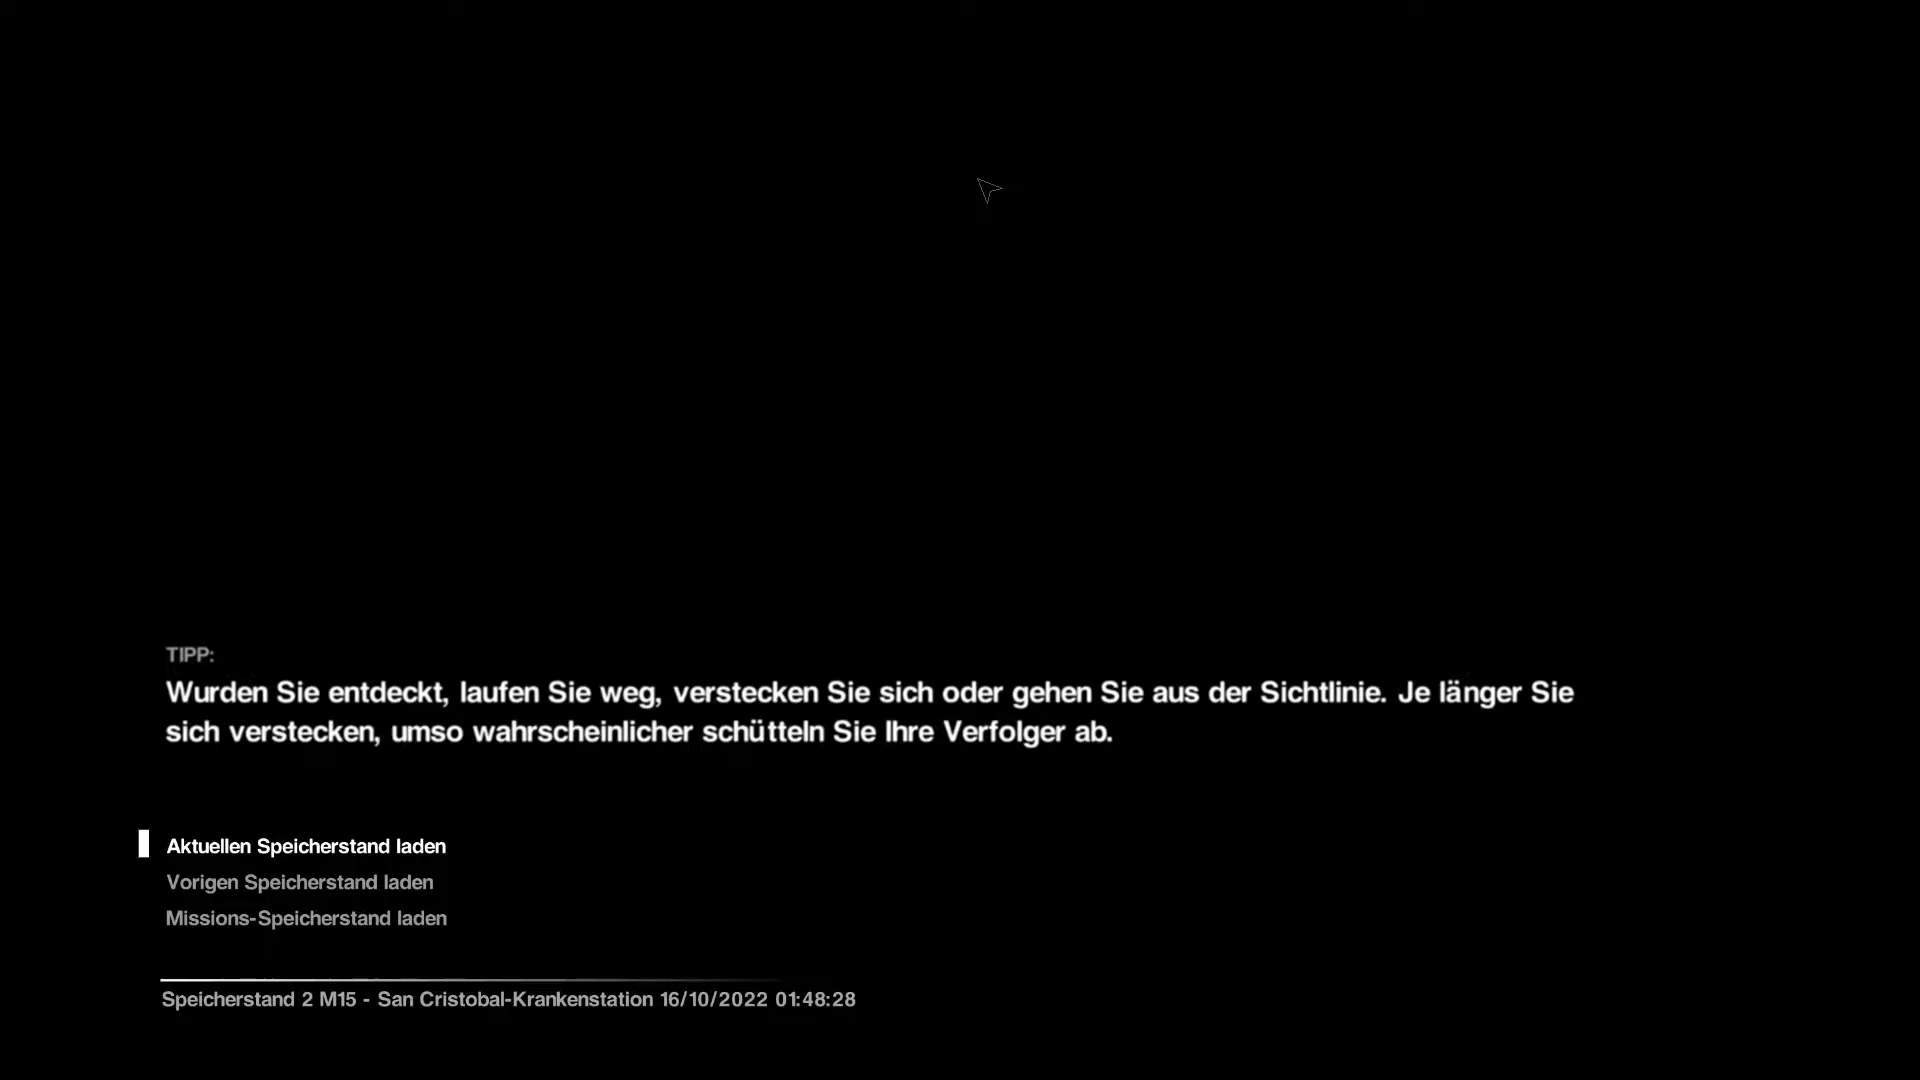 TIPP:
Wurden Sie entdeckt, laufen Sie weg, verstecken Sie sich oder gehen Sie aus der Sichtlinie. Je länger Sie
sich verstecken, umso wahrscheinlicher schütteln Sie Ihre Verfolger ab.
Aktuellen Speicherstand laden
Vorigen Speicherstand laden
Missions-Speicherstand laden
Speicherstand 2 M15 - San Cristobal-Krankenstation 16/10/2022 01:48:28